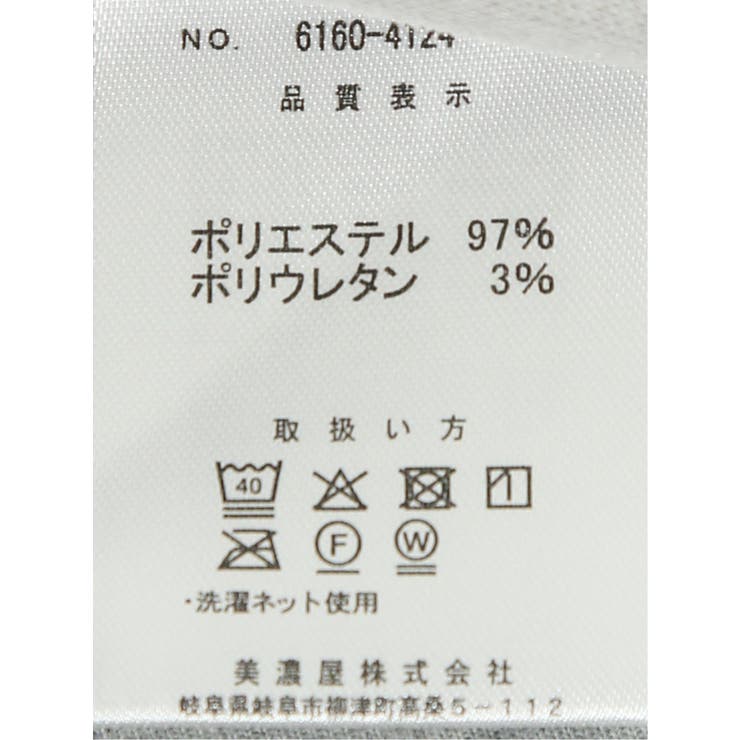 NO. 6160-4124
品質表示
ポリエステル 97%
ポリウレタン 3%
取扱い方
40
F W
・洗濯ネット使用
美濃屋株式会社
岐阜県岐阜市柳津町高桑5-112